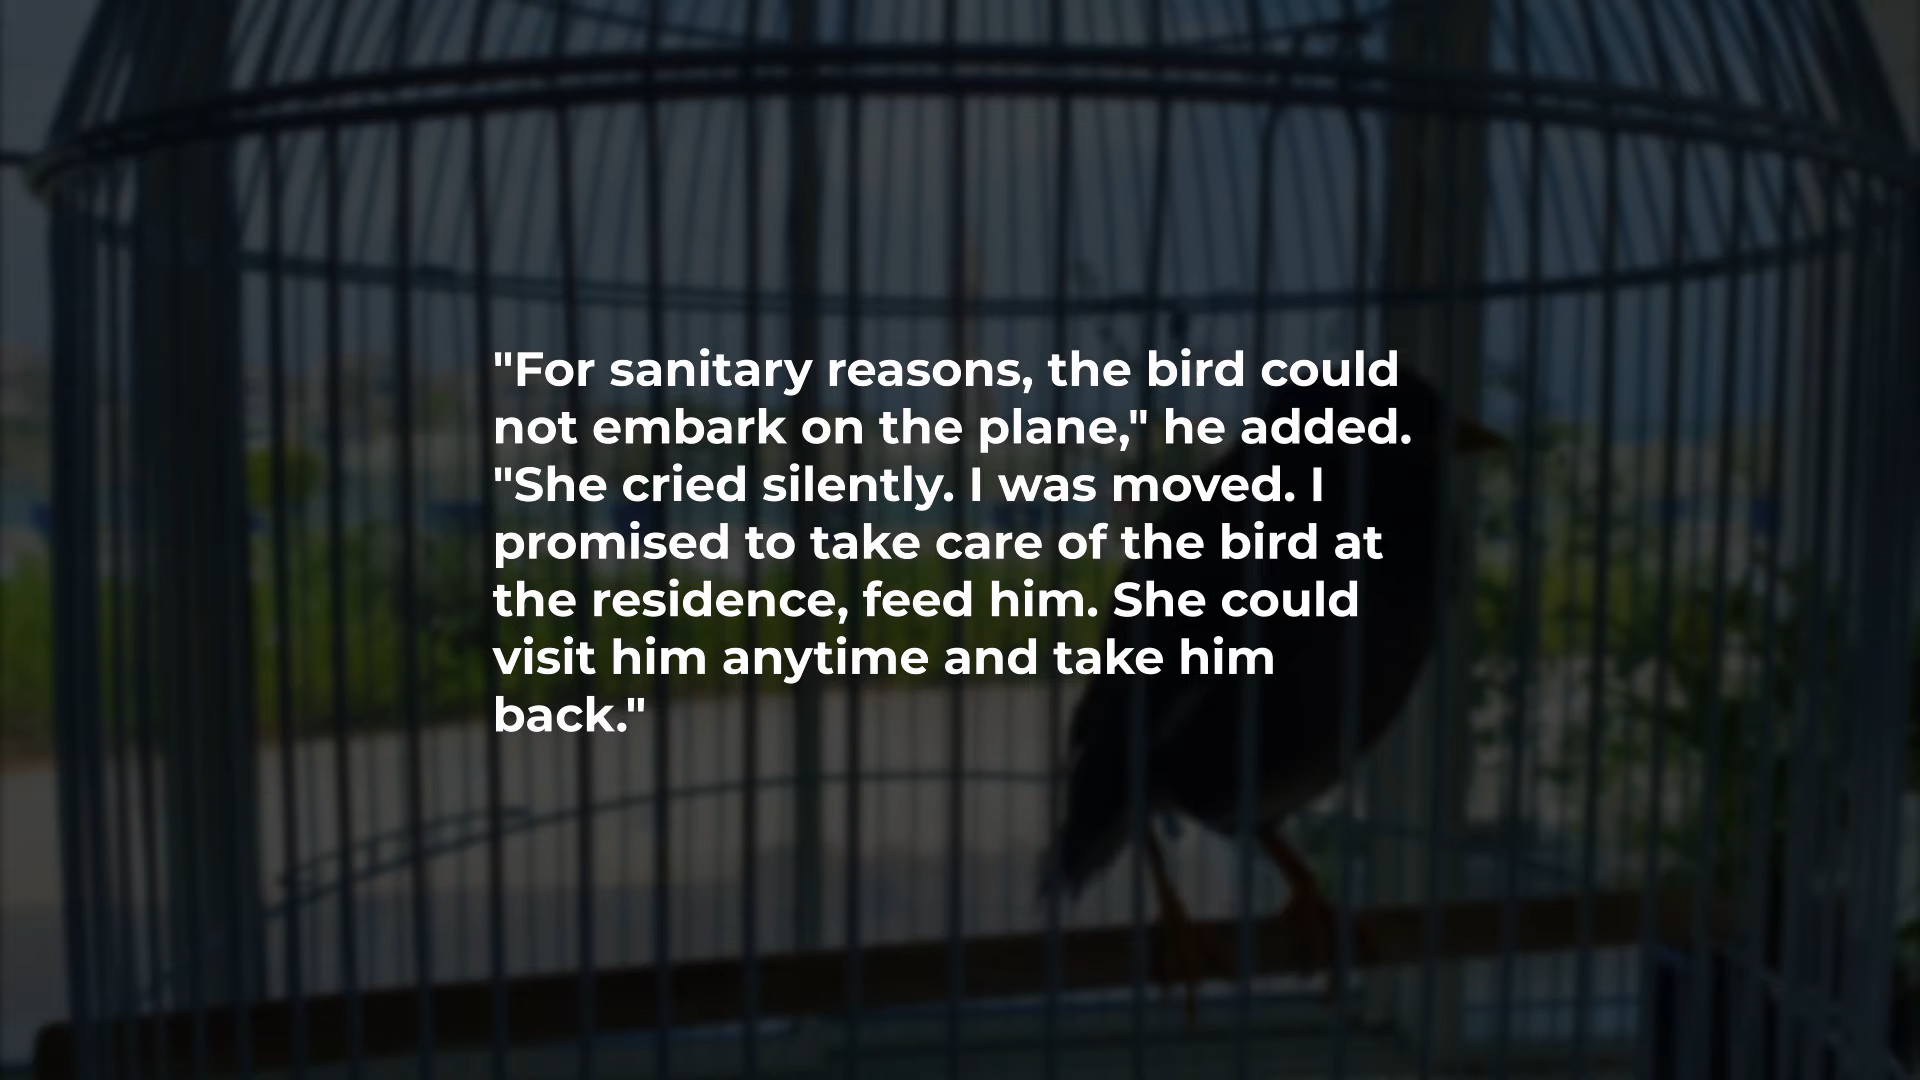 "For sanitary reasons, the bird could
not embark on the plane," he added.
"She cried silently. I was moved. I
promised to take care of the bird at
the residence, feed him. She could
visit him anytime and take him
back."